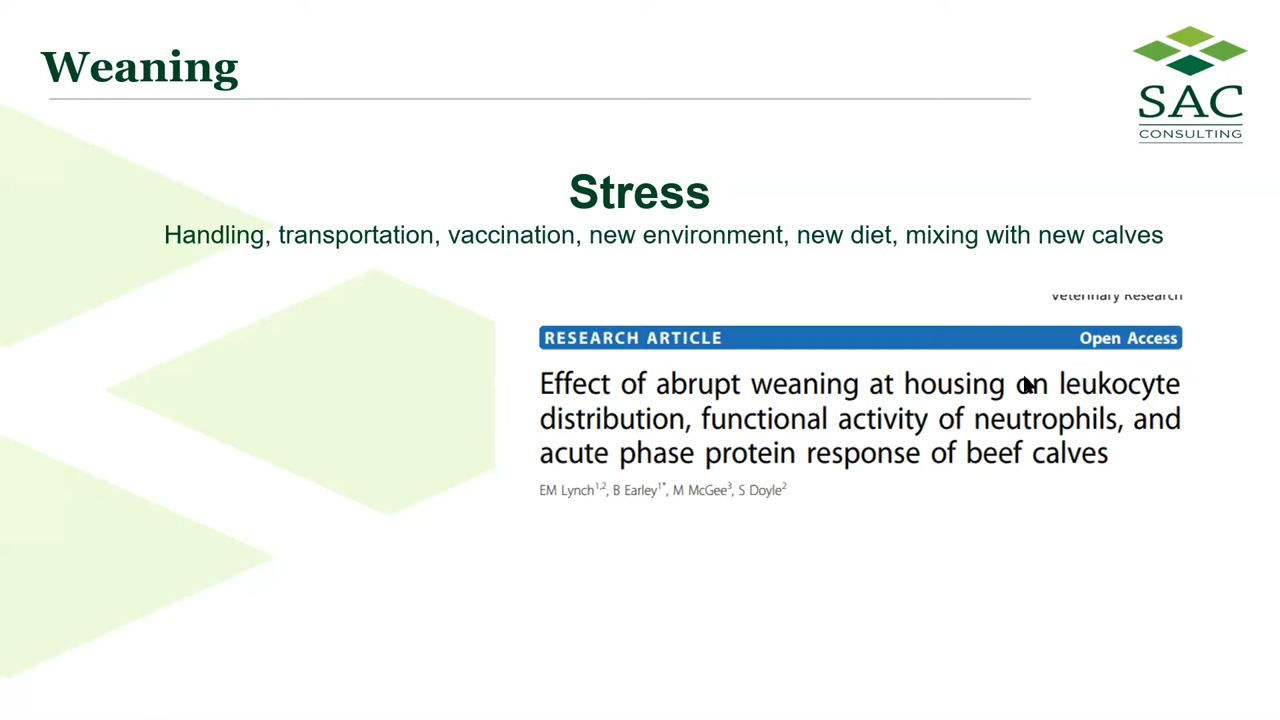 Weaning
SAC
CONSULTING
Stress
Handling, transportation, vaccination, new environment, new diet, mixing with new calves
Veterinary Research
RESEARCH ARTICLE Open Access
Effect of abrupt weaning at housing on leukocyte
distribution, functional activity of neutrophils, and
acute phase protein response of beef calves
EM Lynch1,2, B Earley1*, M McGee3, S Doyle2